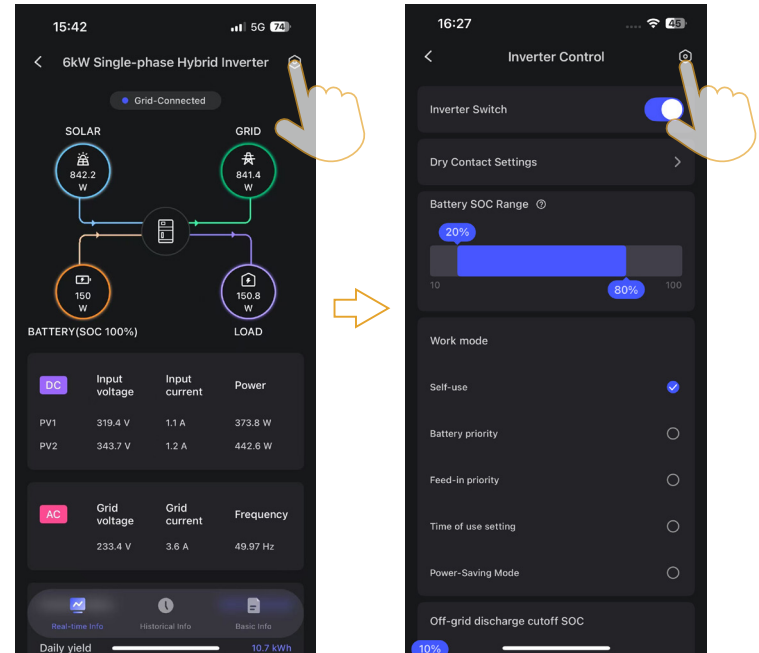 15:42
5G 74
6kW Single-phase Hybrid Inverter
Grid-Connected
SOLAR
GRID
842.2
W
841.4
W
150
W
150.8
W
BATTERY(SOC 100%)
LOAD
DC
Input
voltage
Input
current
Power
PV1
319.4 V
1.1 A
373.8 W
PV2
343.7 V
1.2 A
442.6 W
AC
Grid
voltage
Grid
current
Frequency
233.4 V
3.6 A
49.97 Hz
Real-time Info
Historical Info
Basic Info
Daily yield
10.7 kWh
16:27
45
Inverter Control
Inverter Switch
Dry Contact Settings
Battery SOC Range
20%
10
80%
100
Work mode
Self-use
Battery priority
Feed-in priority
Time of use setting
Power-Saving Mode
Off-grid discharge cutoff SOC
10%